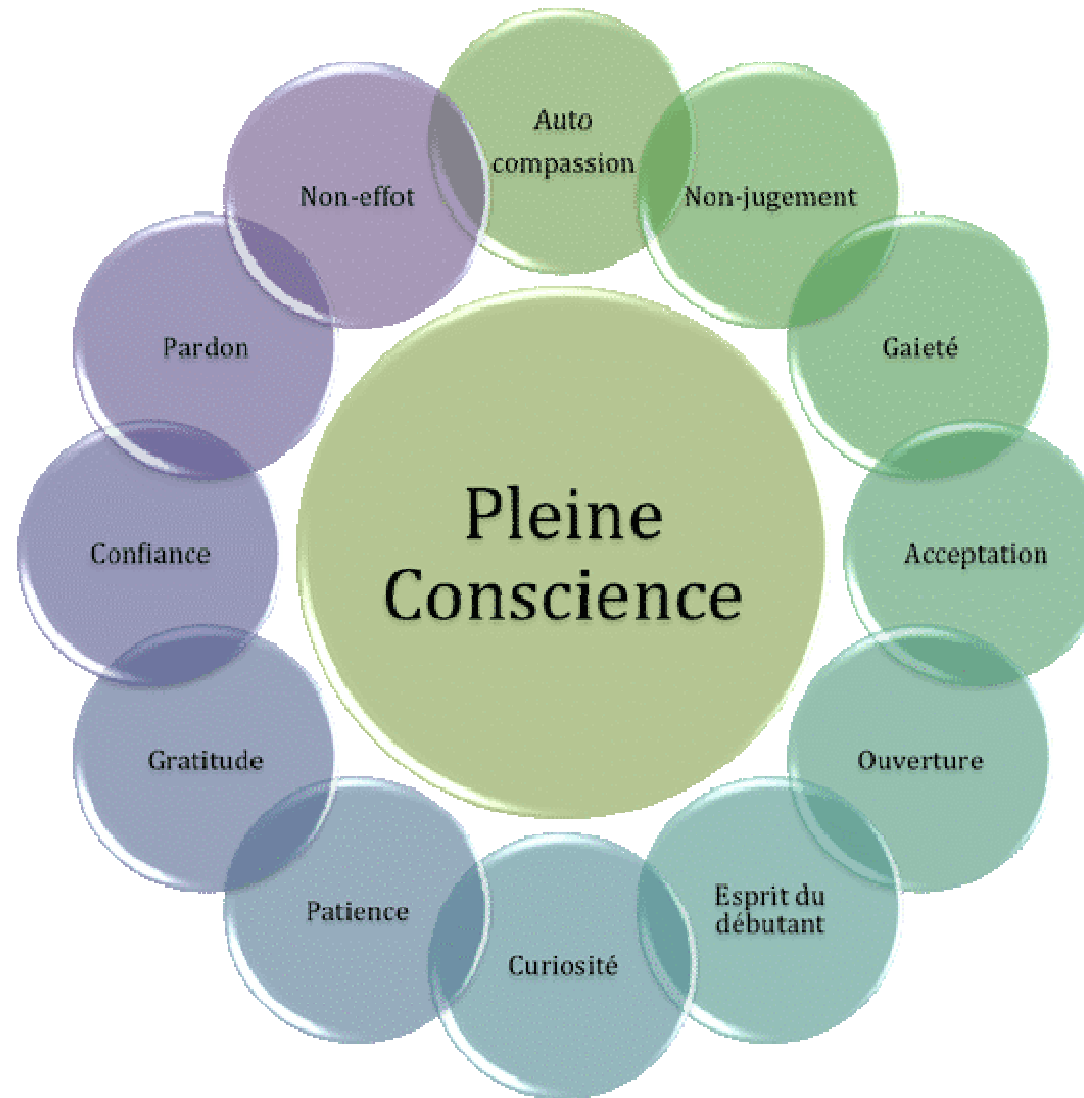 Auto
compassion
Non-jugement
Gaieté
Acceptation
Ouverture
Esprit du
débutant
Curiosité
Patience
Gratitude
Confiance
Pardon
Non-effot
Pleine
Conscience